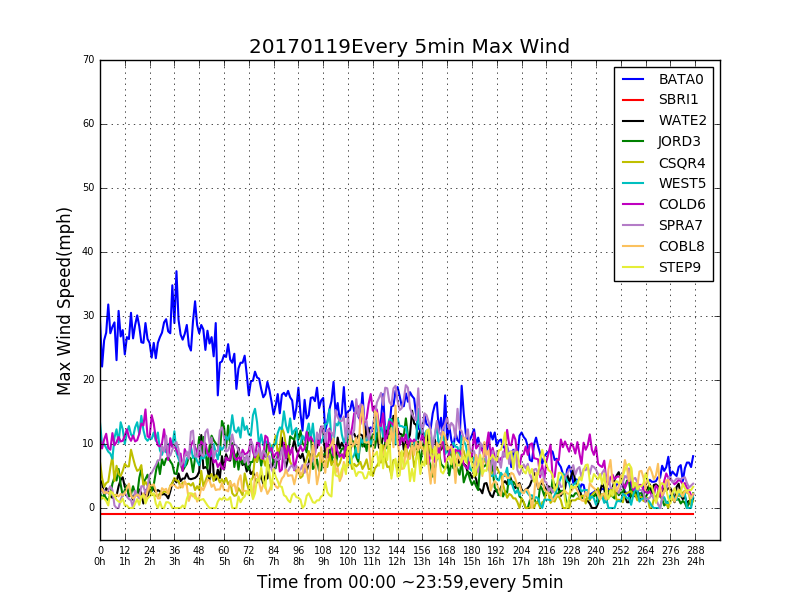 20170119Every 5min Max Wind
Max Wind Speed(mph)
70
60
50
40
30
20
10
0
BATA0
SBRI1
WATE2
JORD3
CSQR4
WEST5
COLD6
SPRA7
COBL8
STEP9
0 12 24 36 48 60 72 84 96 108 120 132 144 156 168 180 192 204 216 228 240 252 264 276 288
0h 1h 2h 3h 4h 5h 6h 7h 8h 9h 10h 11h 12h 13h 14h 15h 16h 17h 18h 19h 20h 21h 22h 23h 24h
Time from 00:00 ~23:59,every 5min